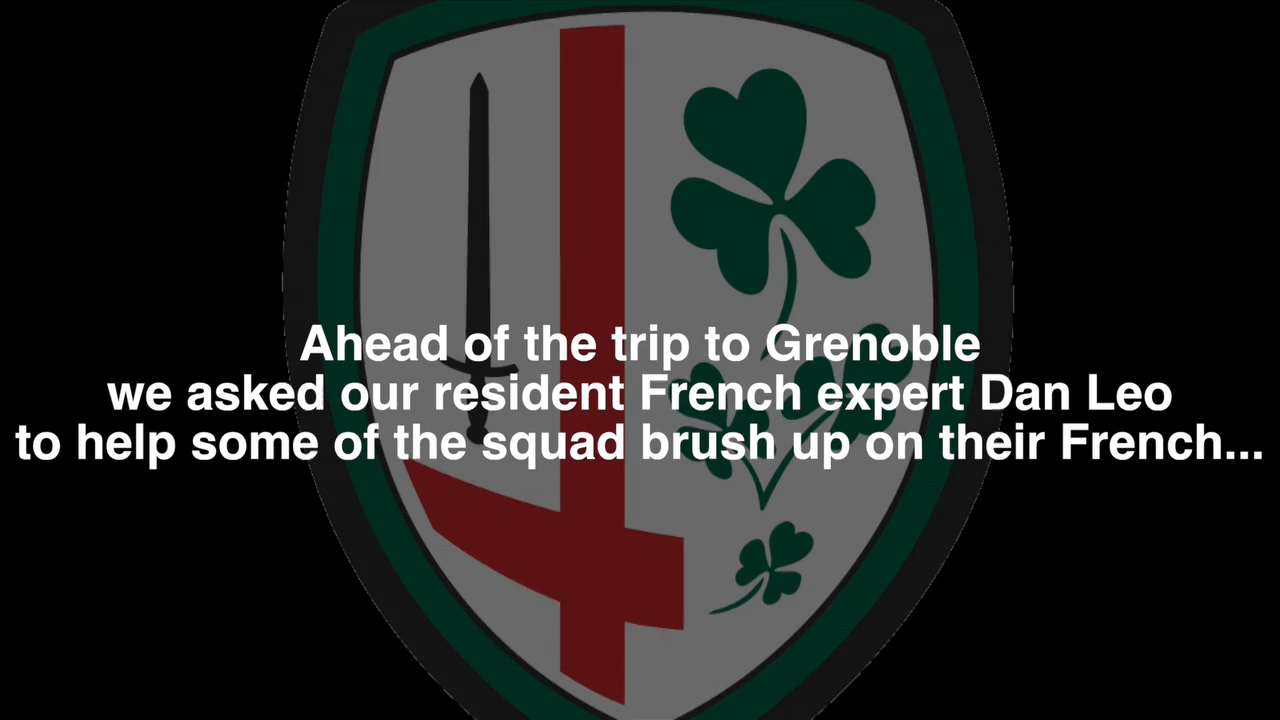 Ahead of the trip to Grenoble
we asked our resident French expert Dan Leo
to help some of the squad brush up on their French...